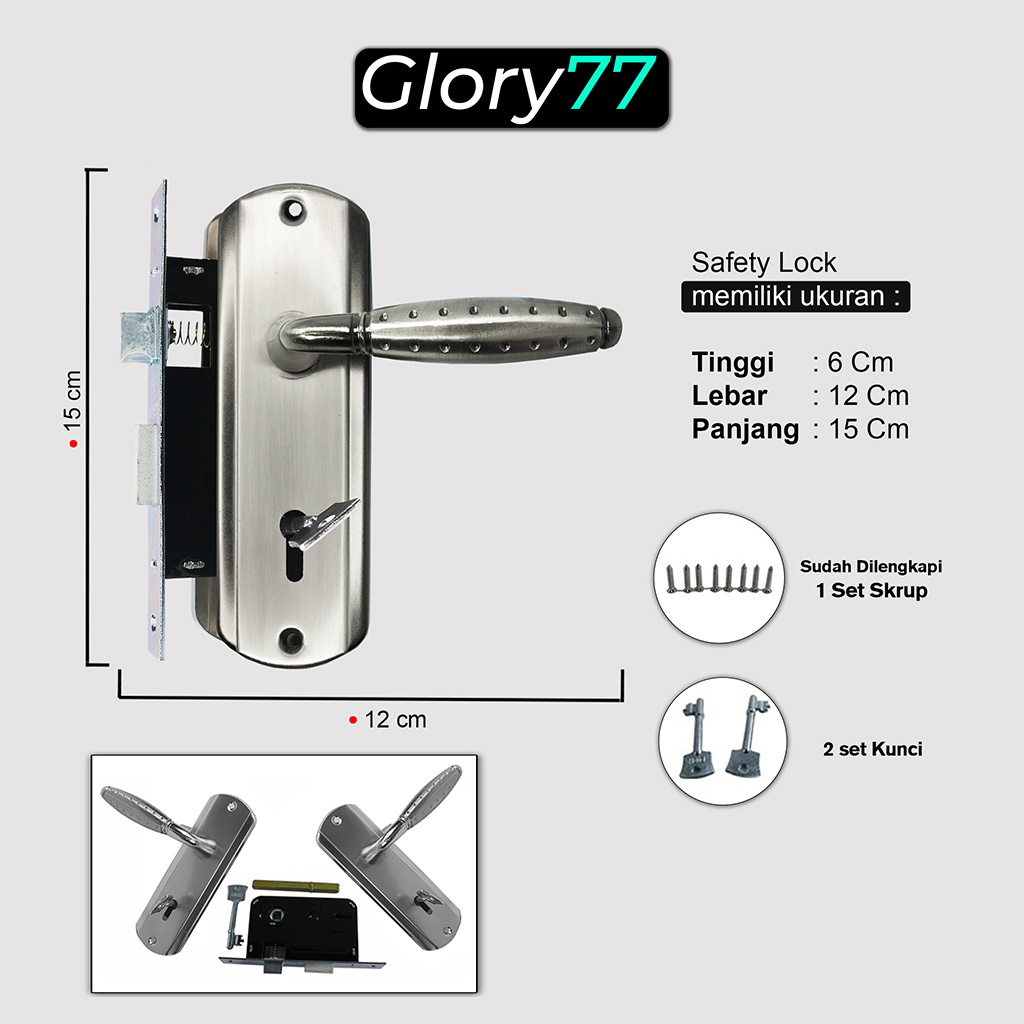 Glory77
Safety Lock
memiliki ukuran :
Tinggi : 6 Cm
Lebar : 12 Cm
Panjang : 15 Cm
15 cm
12 cm
Sudah Dilengkapi
1 Set Skrup
2 set Kunci